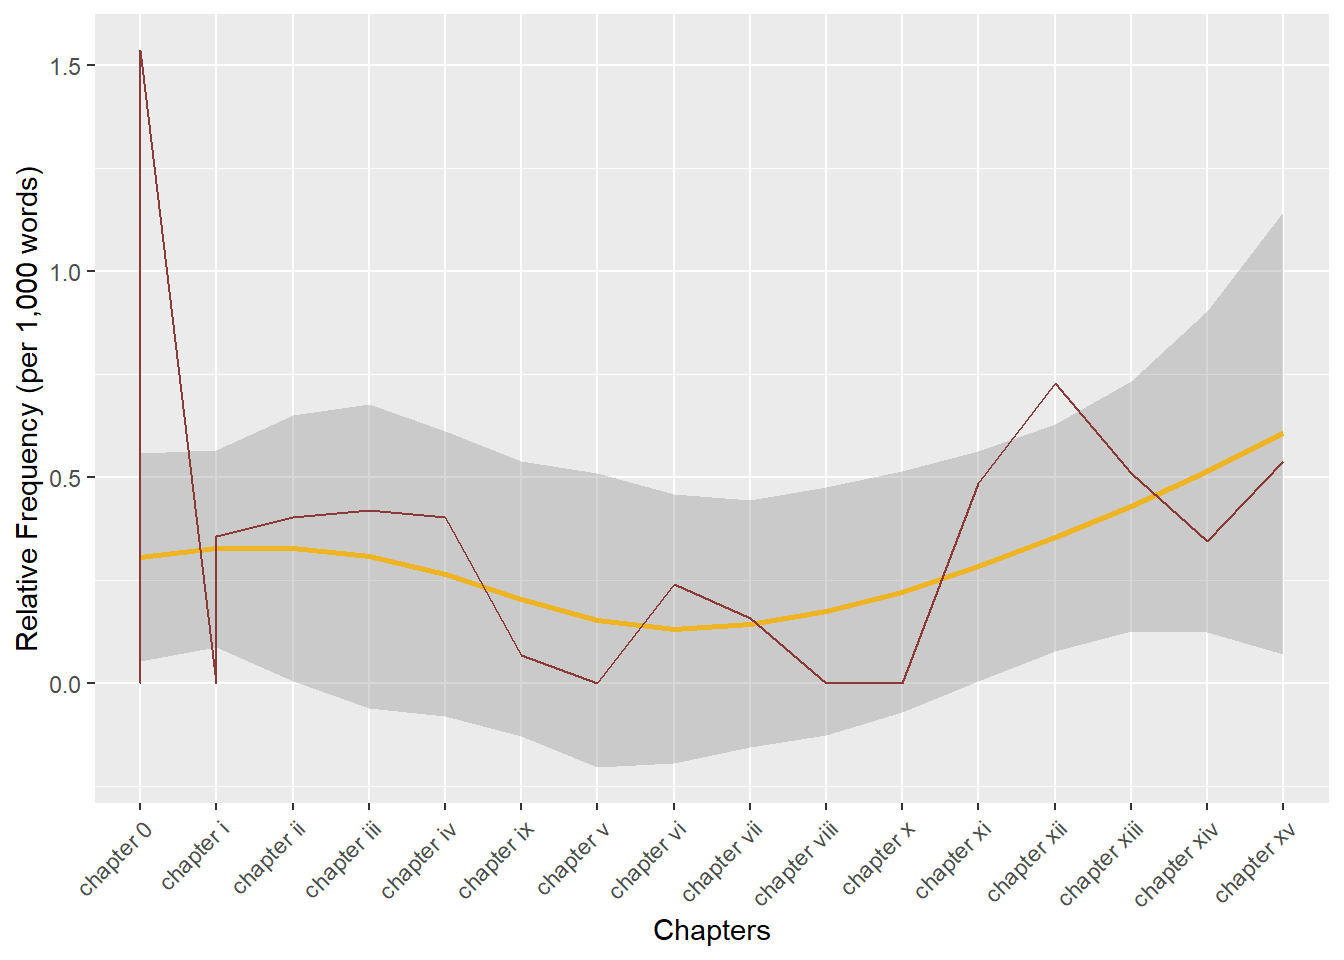 Relative Frequency (per 1,000 words)
1.5
1.0
0.5
0.0
chapter 0
chapter i
chapter ii
chapter iii
chapter iv
chapter ix
chapter v
chapter vi
chapter vii
chapter viii
chapter x
chapter xi
chapter xii
chapter xiii
chapter xiv
chapter xv
Chapters